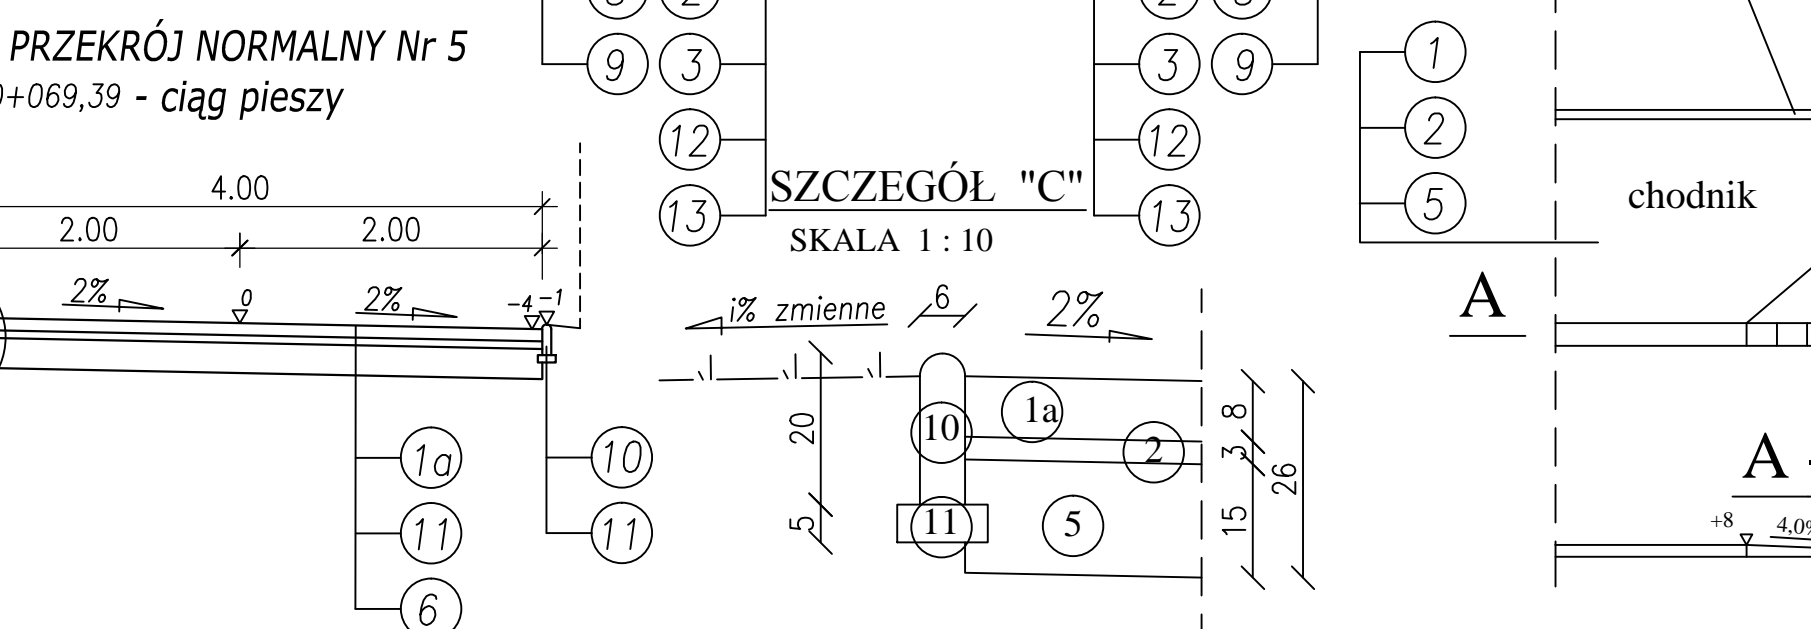 PRZEKRÓJ NORMALNY Nr 5
+069,39 - ciąg pieszy
4.00
2.00 2.00
2% 0 2% -4 -1
1a 10
11 11
6
9 3 3 9
12 12
13 13
SZCZEGÓŁ "C"
SKALA 1 : 10
i% zmienne 6 2%
20
5
10 1a 2
11 5
8
3
15
26
1
2
5
chodnik
A
A -
+8 4,0%